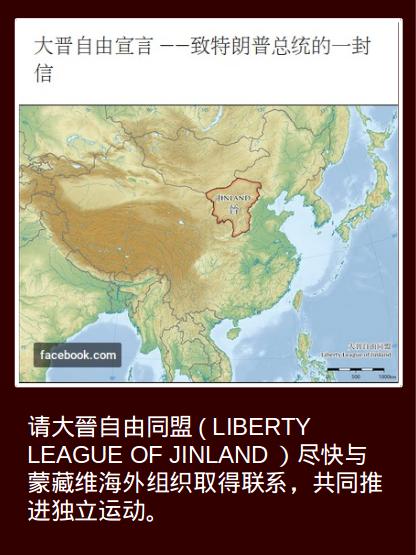 大晋自由宣言 ——致特朗普总统的一封
信
JINLAND
晋
大晋自由同盟
Liberty League of Jinland
500 1000km
facebook.com
请大晉自由同盟 ( LIBERTY
LEAGUE OF JINLAND ）尽快与
蒙藏维海外组织取得联系，共同推
进独立运动。